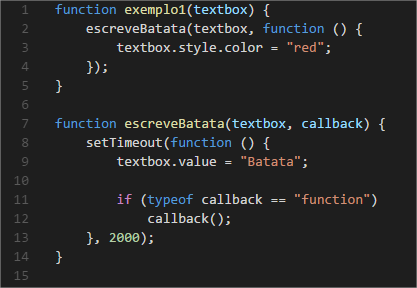 1 function exemplo1(textbox) {
2     escreveBatata(textbox, function () {
3         textbox.style.color = "red";
4     });
5 }
6
7 function escreveBatata(textbox, callback) {
8     setTimeout(function () {
9         textbox.value = "Batata";
10
11         if (typeof callback == "function")
12             callback();
13     }, 2000);
14 }
15